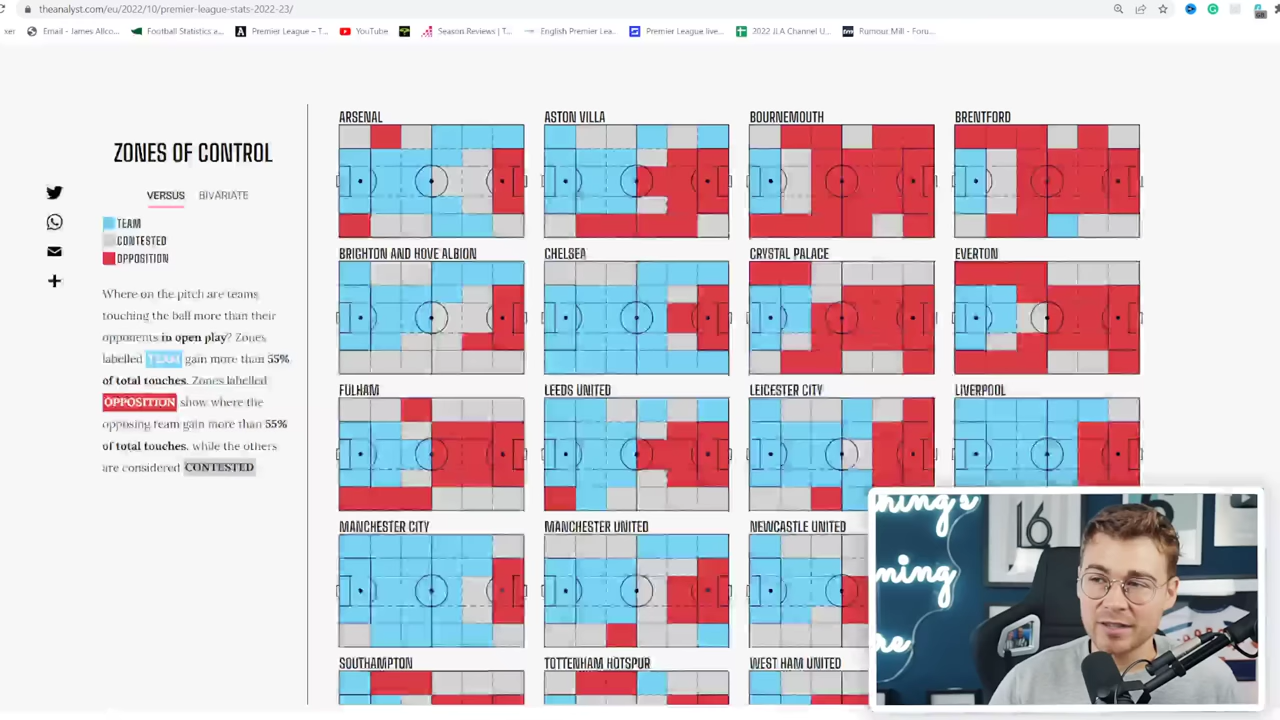 theanalyst.com/eu/2022/10/premier-league-stats-2022-23/
Email - James Allco...
Football Statistics a...
Premier League – T...
YouTube
Season Reviews | T...
English Premier Lea...
Premier League live...
2022 JLA Channel U...
Rumour Mill - Foru...
ZONES OF CONTROL
VERSUS
BIVARIATE
TEAM
CONTESTED
OPPOSITION
Where on the pitch are teams
touching the ball more than their
opponents in open play? Zones
labelled TEAM gain more than 55%
of total touches. Zones labelled
OPPOSITION show where the
opposing team gain more than 55%
of total touches, while the others
are considered CONTESTED
ARSENAL
ASTON VILLA
BOURNEMOUTH
BRENTFORD
BRIGHTON AND HOVE ALBION
CHELSEA
CRYSTAL PALACE
EVERTON
FULHAM
LEEDS UNITED
LEICESTER CITY
LIVERPOOL
MANCHESTER CITY
MANCHESTER UNITED
NEWCASTLE UNITED
SOUTHAMPTON
TOTTENHAM HOTSPUR
WEST HAM UNITED
hing's
ning
re
16